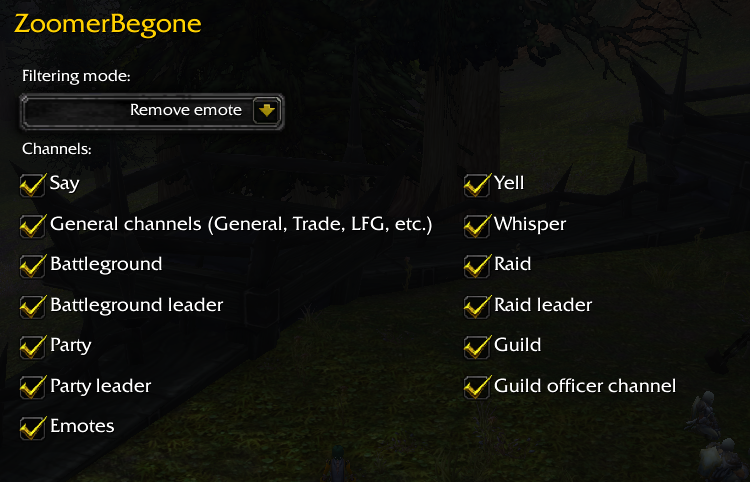 ZoomerBegone
Filtering mode:
Remove emote
Channels:
Say
Yell
General channels (General, Trade, LFG, etc.)
Whisper
Battleground
Raid
Battleground leader
Raid leader
Party
Guild
Party leader
Guild officer channel
Emotes